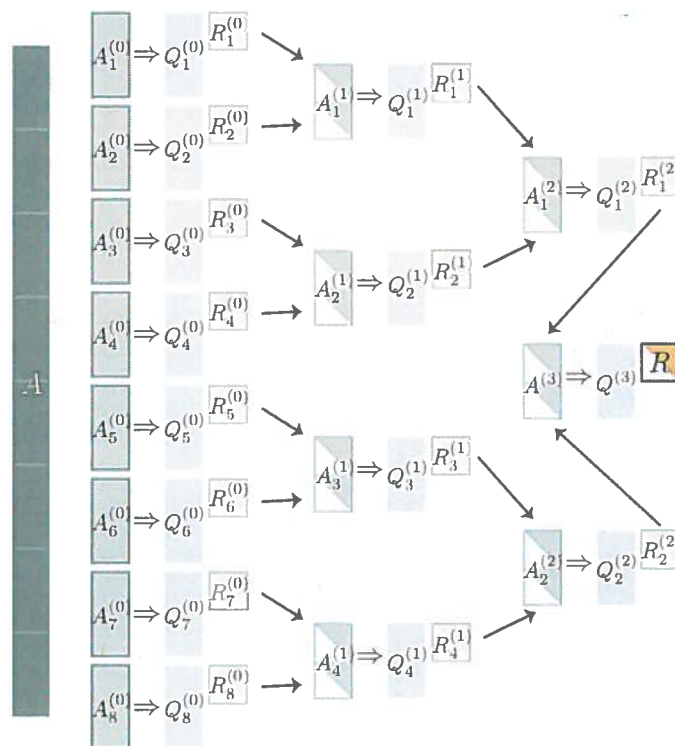 A
A_1^{(0)} ⇒ Q_1^{(0)} R_1^{(0)}
A_2^{(0)} ⇒ Q_2^{(0)} R_2^{(0)}
A_3^{(0)} ⇒ Q_3^{(0)} R_3^{(0)}
A_4^{(0)} ⇒ Q_4^{(0)} R_4^{(0)}
A_5^{(0)} ⇒ Q_5^{(0)} R_5^{(0)}
A_6^{(0)} ⇒ Q_6^{(0)} R_6^{(0)}
A_7^{(0)} ⇒ Q_7^{(0)} R_7^{(0)}
A_8^{(0)} ⇒ Q_8^{(0)} R_8^{(0)}
A_1^{(1)} ⇒ Q_1^{(1)} R_1^{(1)}
A_2^{(1)} ⇒ Q_2^{(1)} R_2^{(1)}
A_3^{(1)} ⇒ Q_3^{(1)} R_3^{(1)}
A_4^{(1)} ⇒ Q_4^{(1)} R_4^{(1)}
A_1^{(2)} ⇒ Q_1^{(2)} R_1^{(2
A^{(3)} ⇒ Q^{(3)} R
A_2^{(2)} ⇒ Q_2^{(2)} R_2^{(2